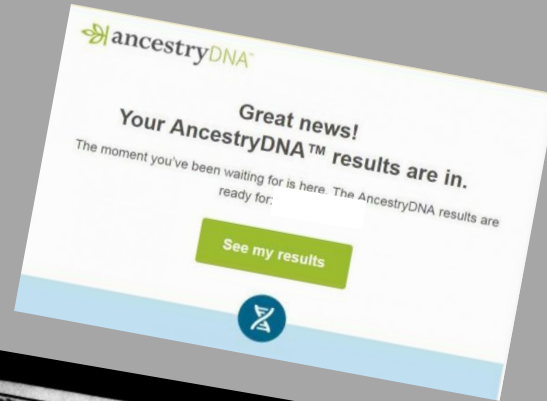 ancestryDNA™
Great news!
Your AncestryDNA™ results are in.
The moment you've been waiting for is here. The AncestryDNA results are
ready for:
See my results